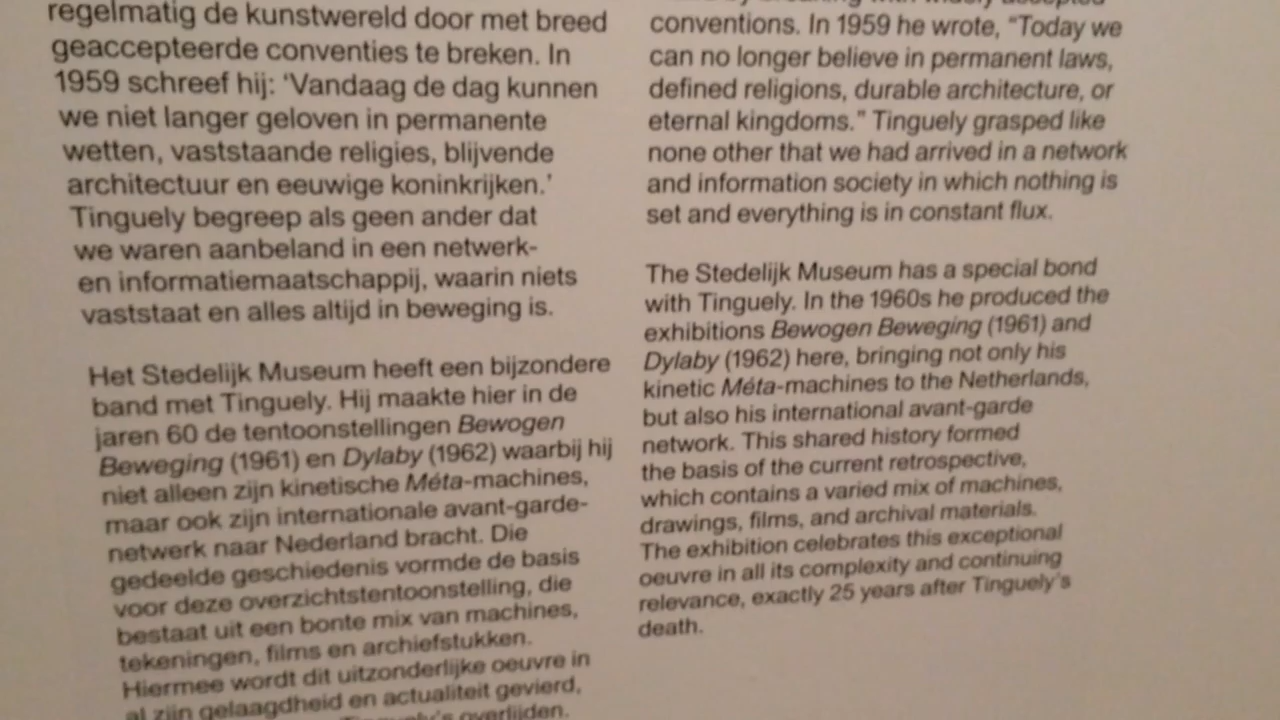 regelmatig de kunstwereld door met breed
geaccepteerde conventies te breken. In
1959 schreef hij: ‘Vandaag de dag kunnen
we niet langer geloven in permanente
wetten, vaststaande religies, blijvende
architectuur en eeuwige koninkrijken.’
Tinguely begreep als geen ander dat
we waren aanbeland in een netwerk-
en informatiemaatschappij, waarin niets
vaststaat en alles altijd in beweging is.
Het Stedelijk Museum heeft een bijzondere
band met Tinguely. Hij maakte hier in de
jaren 60 de tentoonstellingen Bewogen
Beweging (1961) en Dylaby (1962) waarbij hij
niet alleen zijn kinetische Méta-machines,
maar ook zijn internationale avant-garde-
netwerk naar Nederland bracht. Die
gedeelde geschiedenis vormde de basis
voor deze overzichtstentoonstelling, die
bestaat uit een bonte mix van machines,
tekeningen, films en archiefstukken.
Hiermee wordt dit uitzonderlijke oeuvre in
al zijn gelaagdheid en actualiteit gevierd,
Tinguely’s overlijden.
conventions. In 1959 he wrote, “Today we
can no longer believe in permanent laws,
defined religions, durable architecture, or
eternal kingdoms.” Tinguely grasped like
none other that we had arrived in a network
and information society in which nothing is
set and everything is in constant flux.
The Stedelijk Museum has a special bond
with Tinguely. In the 1960s he produced the
exhibitions Bewogen Beweging (1961) and
Dylaby (1962) here, bringing not only his
kinetic Méta-machines to the Netherlands,
but also his international avant-garde
network. This shared history formed
the basis of the current retrospective,
which contains a varied mix of machines,
drawings, films, and archival materials.
The exhibition celebrates this exceptional
oeuvre in all its complexity and continuing
relevance, exactly 25 years after Tinguely’s
death.